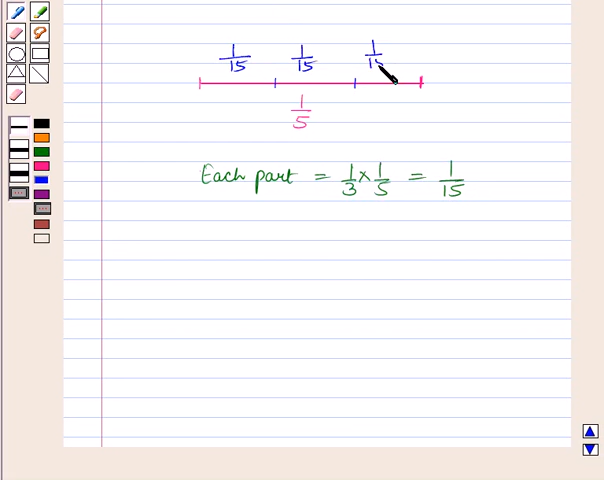 1/15 1/15 1/15
1/5
Each part = 1/3 × 1/5 = 1/15